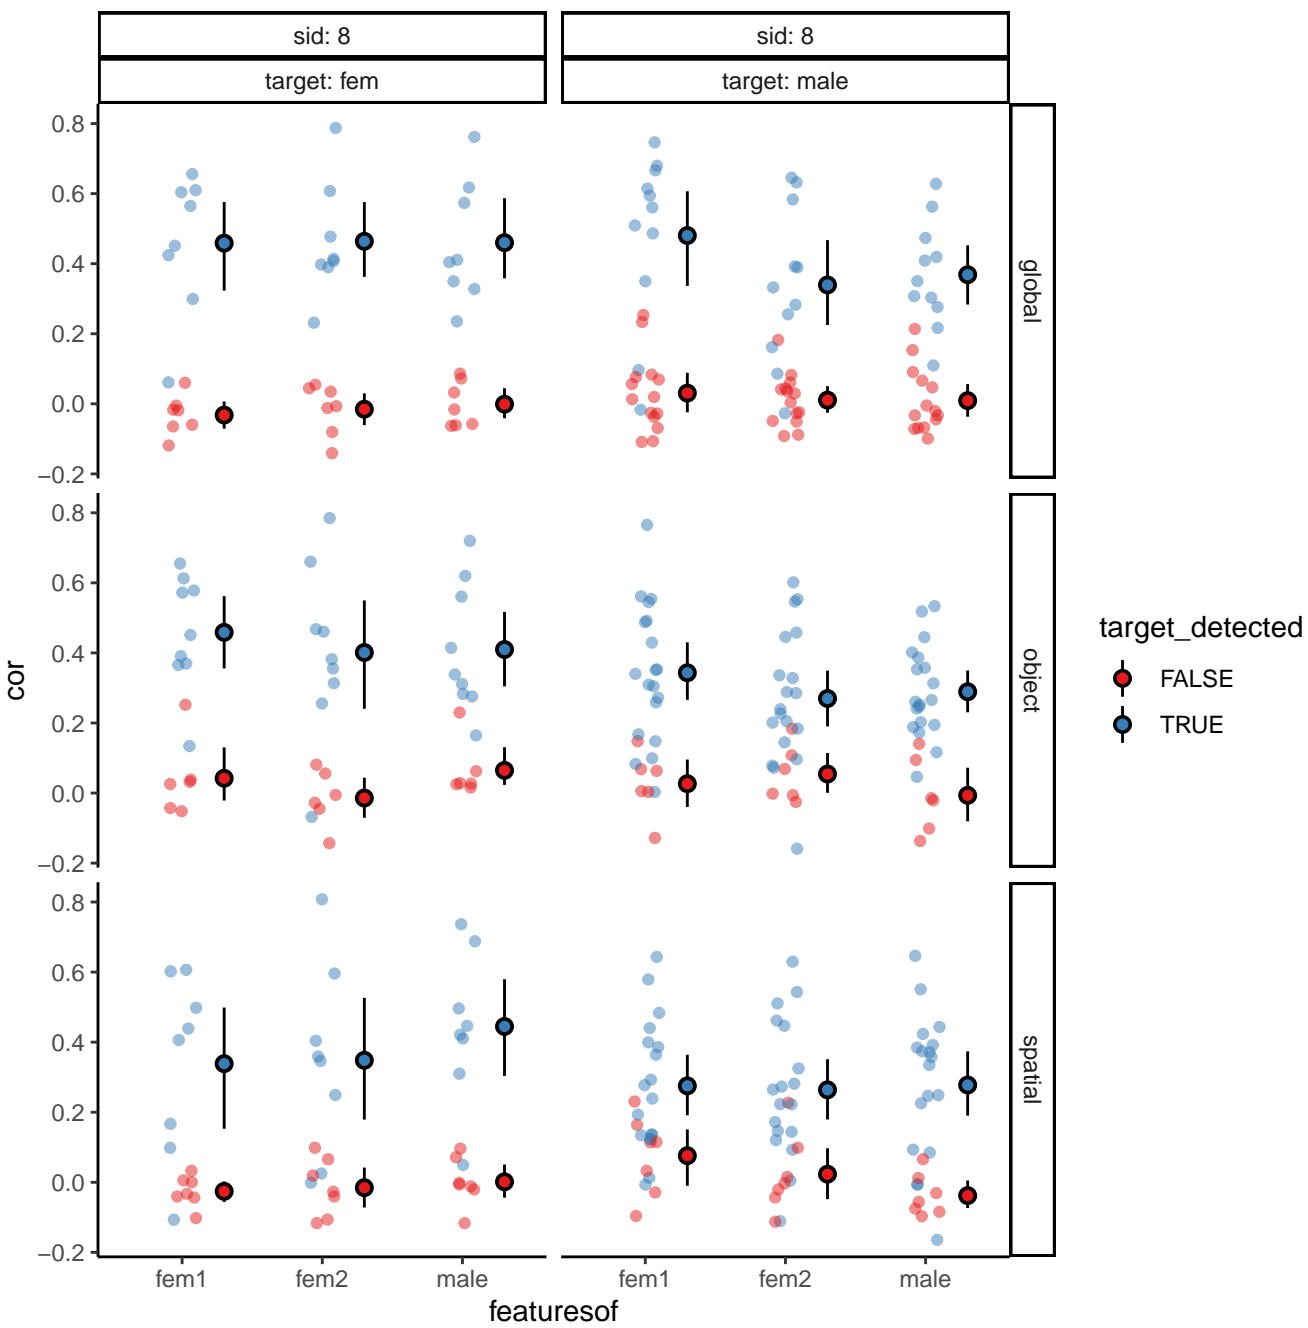 sid: 8
sid: 8
target: fem
target: male
0.8
0.6
0.4
0.2
0.0
−0.2
global
0.8
0.6
0.4
0.2
0.0
−0.2
object
0.8
0.6
0.4
0.2
0.0
−0.2
spatial
cor
fem1
fem2
male
fem1
fem2
male
featuresof
target_detected
FALSE
TRUE